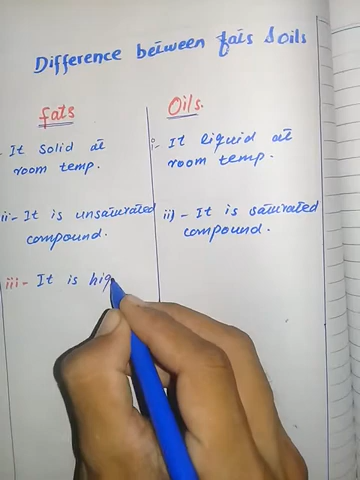 Difference between fats & oils
fats
- It solid at
room temp.
ii- It is unsaturated
compound.
iii- It is hig
Oils.
i- It liquid at
room temp.
ii)- It is saturated
compound.